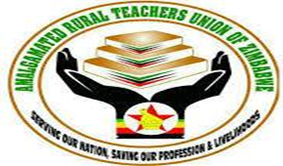 AMALGAMATED RURAL TEACHERS UNION OF ZIMBABWE
'SERVING OUR NATION, SAVING OUR PROFESSION & LIVELIHOODS'